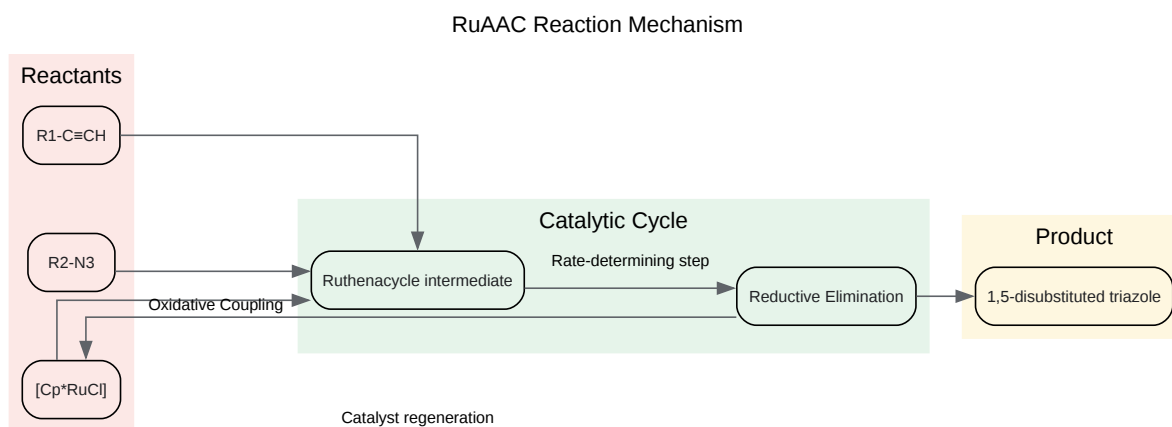 RuAAC Reaction Mechanism
Reactants
R1-C≡CH
R2-N3
[Cp*RuCl]
Oxidative Coupling
Catalytic Cycle
Ruthenacycle intermediate
Rate-determining step
Reductive Elimination
Catalyst regeneration
Product
1,5-disubstituted triazole